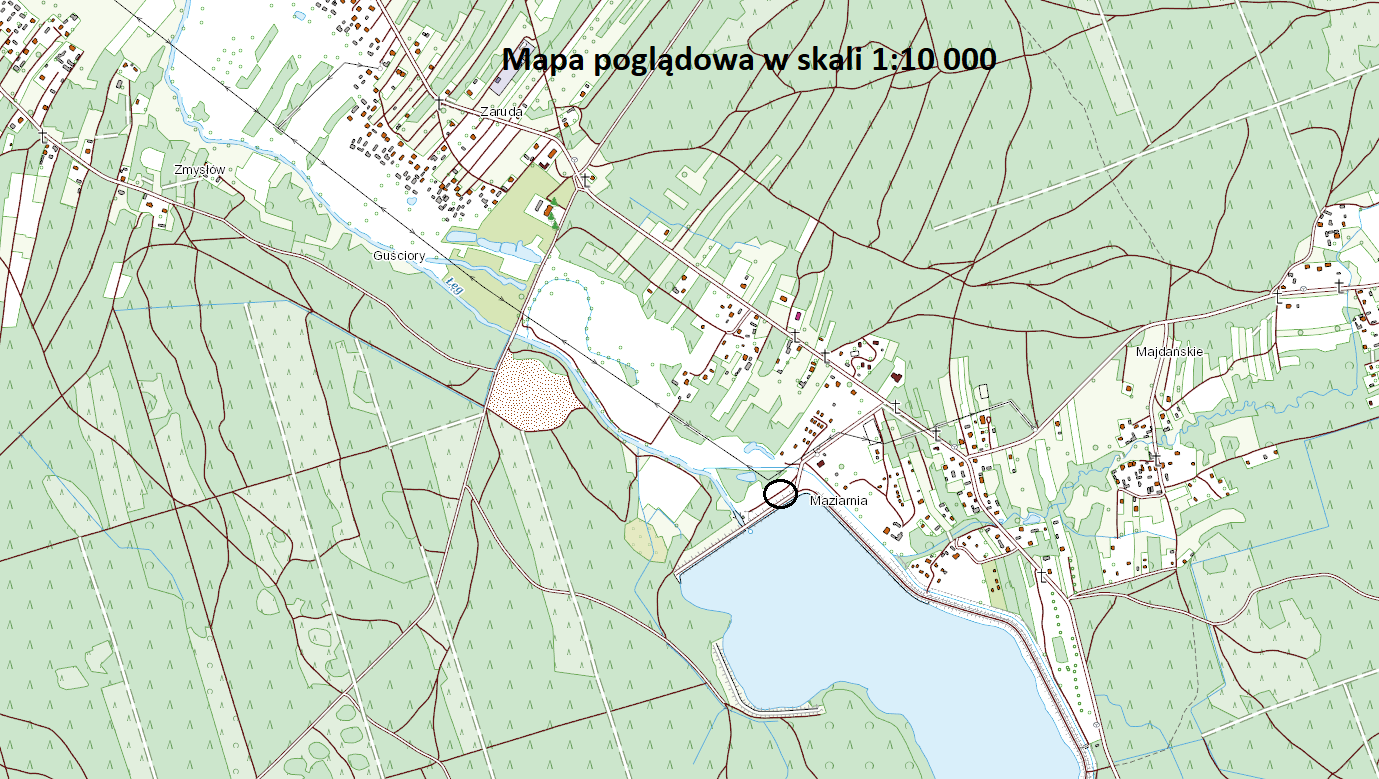 Mapa poglądowa w skali 1:10 000
Zaruda
Zmysłów
Guściory
Łęg
Majdańskie
Maziarnia